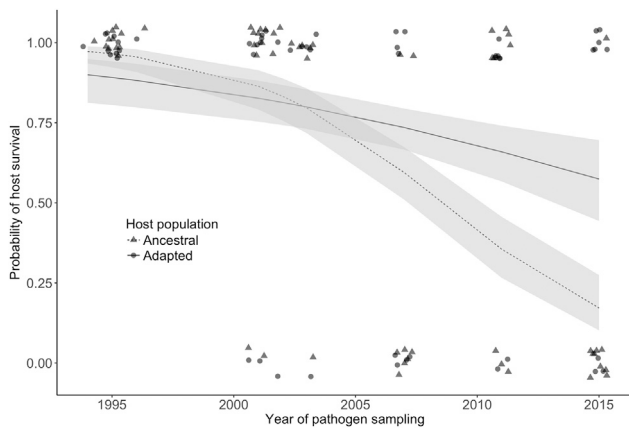 1.00
0.75
0.50
0.25
0.00
Probability of host survival
Host population
Ancestral
Adapted
1995
2000
2005
2010
2015
Year of pathogen sampling